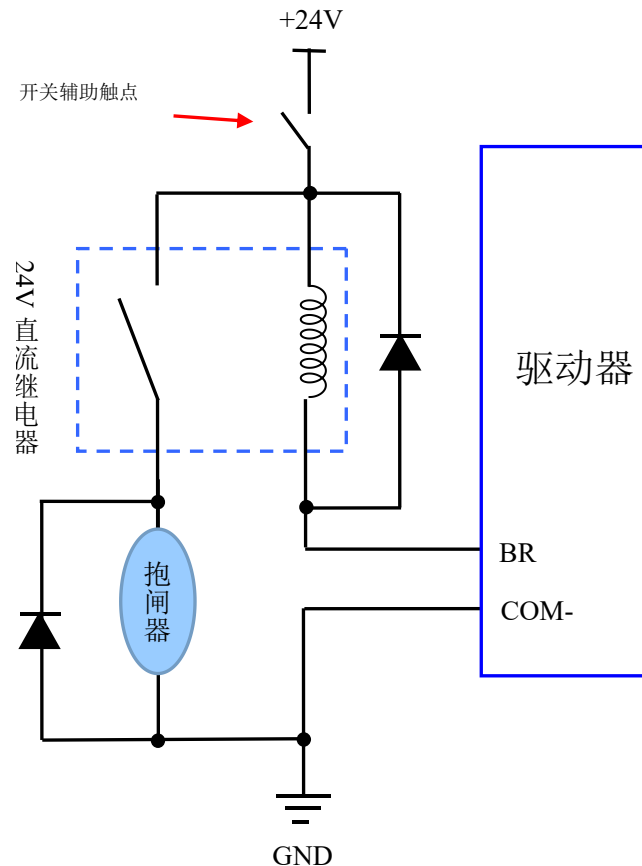 +24V
开关辅助触点
24V 直流继电器
驱动器
抱闸器
BR
COM-
GND